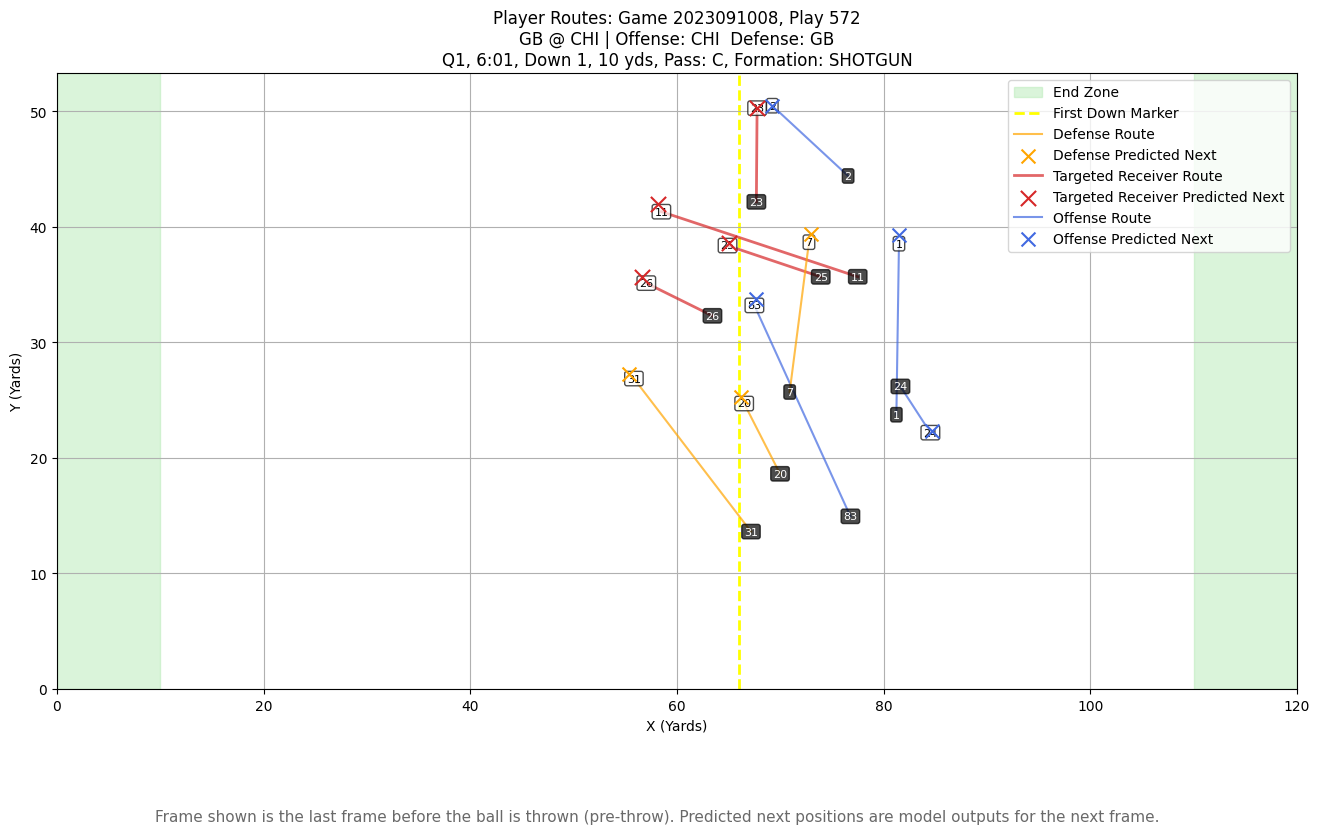 Player Routes: Game 2023091008, Play 572
GB @ CHI | Offense: CHI  Defense: GB
Q1, 6:01, Down 1, 10 yds, Pass: C, Formation: SHOTGUN
End Zone
First Down Marker
Defense Route
Defense Predicted Next
Targeted Receiver Route
Targeted Receiver Predicted Next
Offense Route
Offense Predicted Next
23
2
2
23
11
25
7
1
26
83
25
11
26
31
20
7
24
1
24
20
83
31
50
40
30
20
10
0
Y (Yards)
0
20
40
60
80
100
120
X (Yards)
Frame shown is the last frame before the ball is thrown (pre-throw). Predicted next positions are model outputs for the next frame.